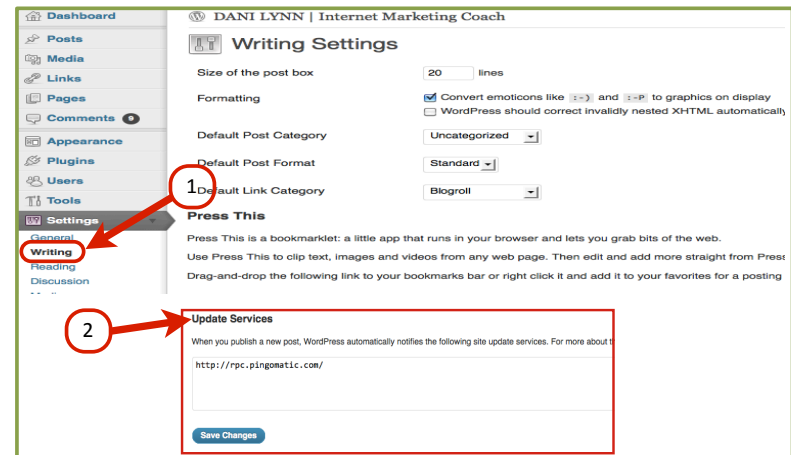 Dashboard
Posts
Media
Links
Pages
Comments 9
Appearance
Plugins
Users
Tools
Settings
General
Writing
Reading
Discussion
DANI LYNN | Internet Marketing Coach
Writing Settings
Size of the post box 20 lines
Formatting Convert emoticons like :-) and :-P to graphics on display
WordPress should correct invalidly nested XHTML automatically
Default Post Category Uncategorized
Default Post Format Standard
1
Default Link Category Blogroll
Press This
Press This is a bookmarklet: a little app that runs in your browser and lets you grab bits of the web.
Use Press This to clip text, images and videos from any web page. Then edit and add more straight from Press
Drag-and-drop the following link to your bookmarks bar or right click it and add it to your favorites for a posting
2
Update Services
When you publish a new post, WordPress automatically notifies the following site update services. For more about
http://rpc.pingomatic.com/
Save Changes